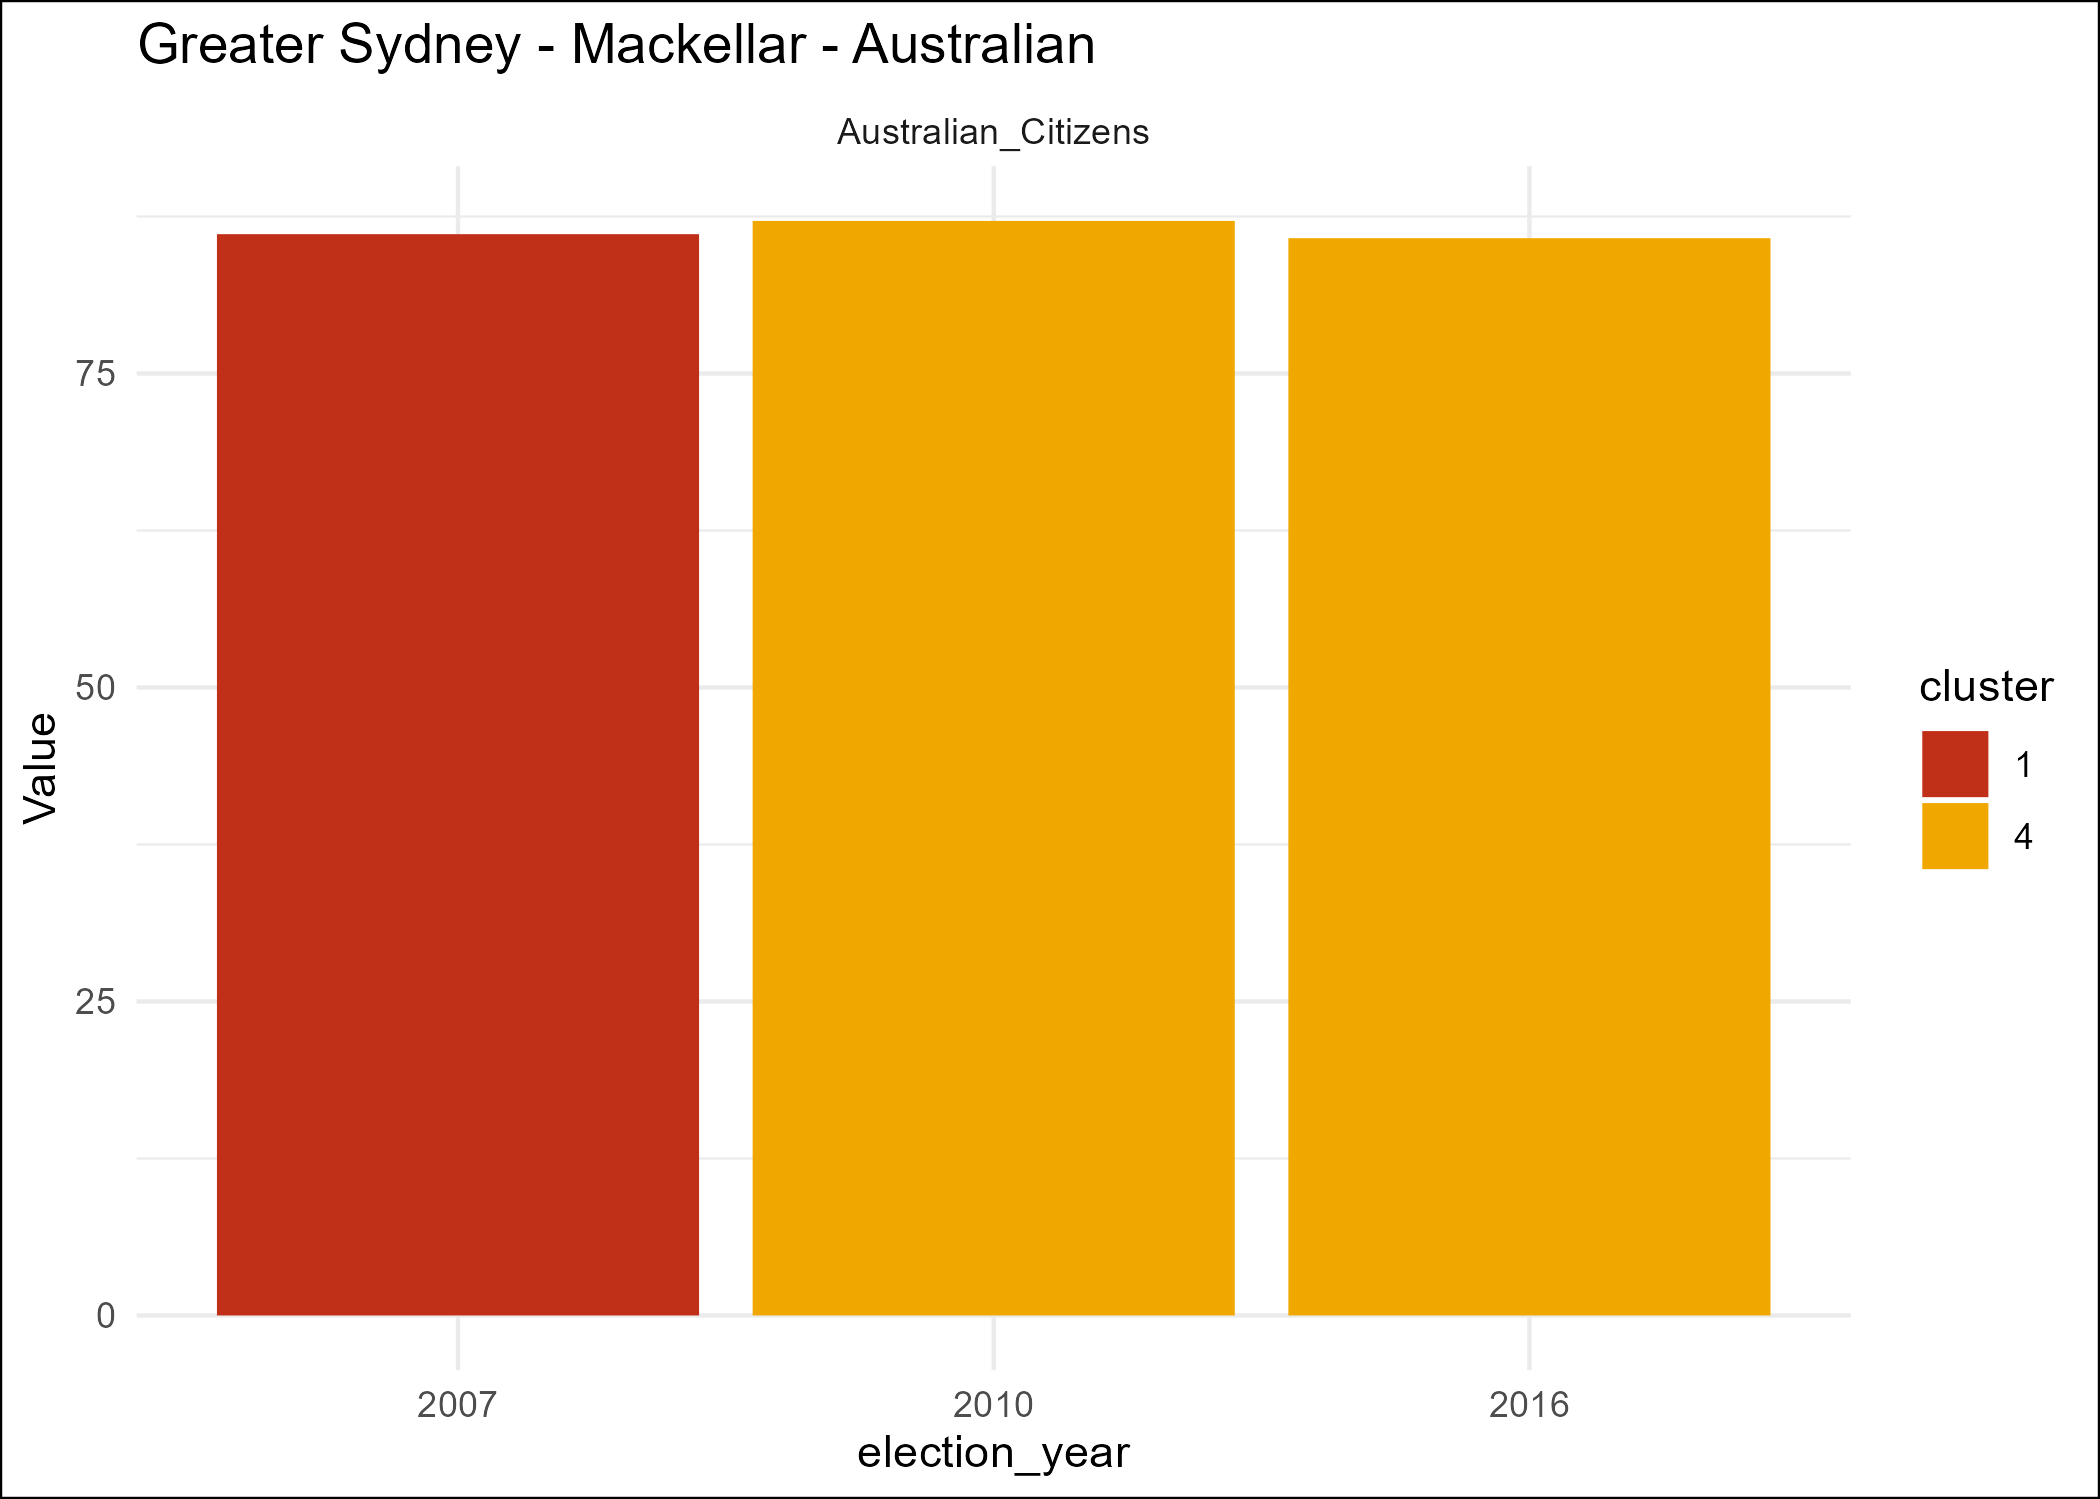 Greater Sydney - Mackellar - Australian
Australian_Citizens
75
50
25
0
Value
2007
2010
2016
election_year
cluster
1
4